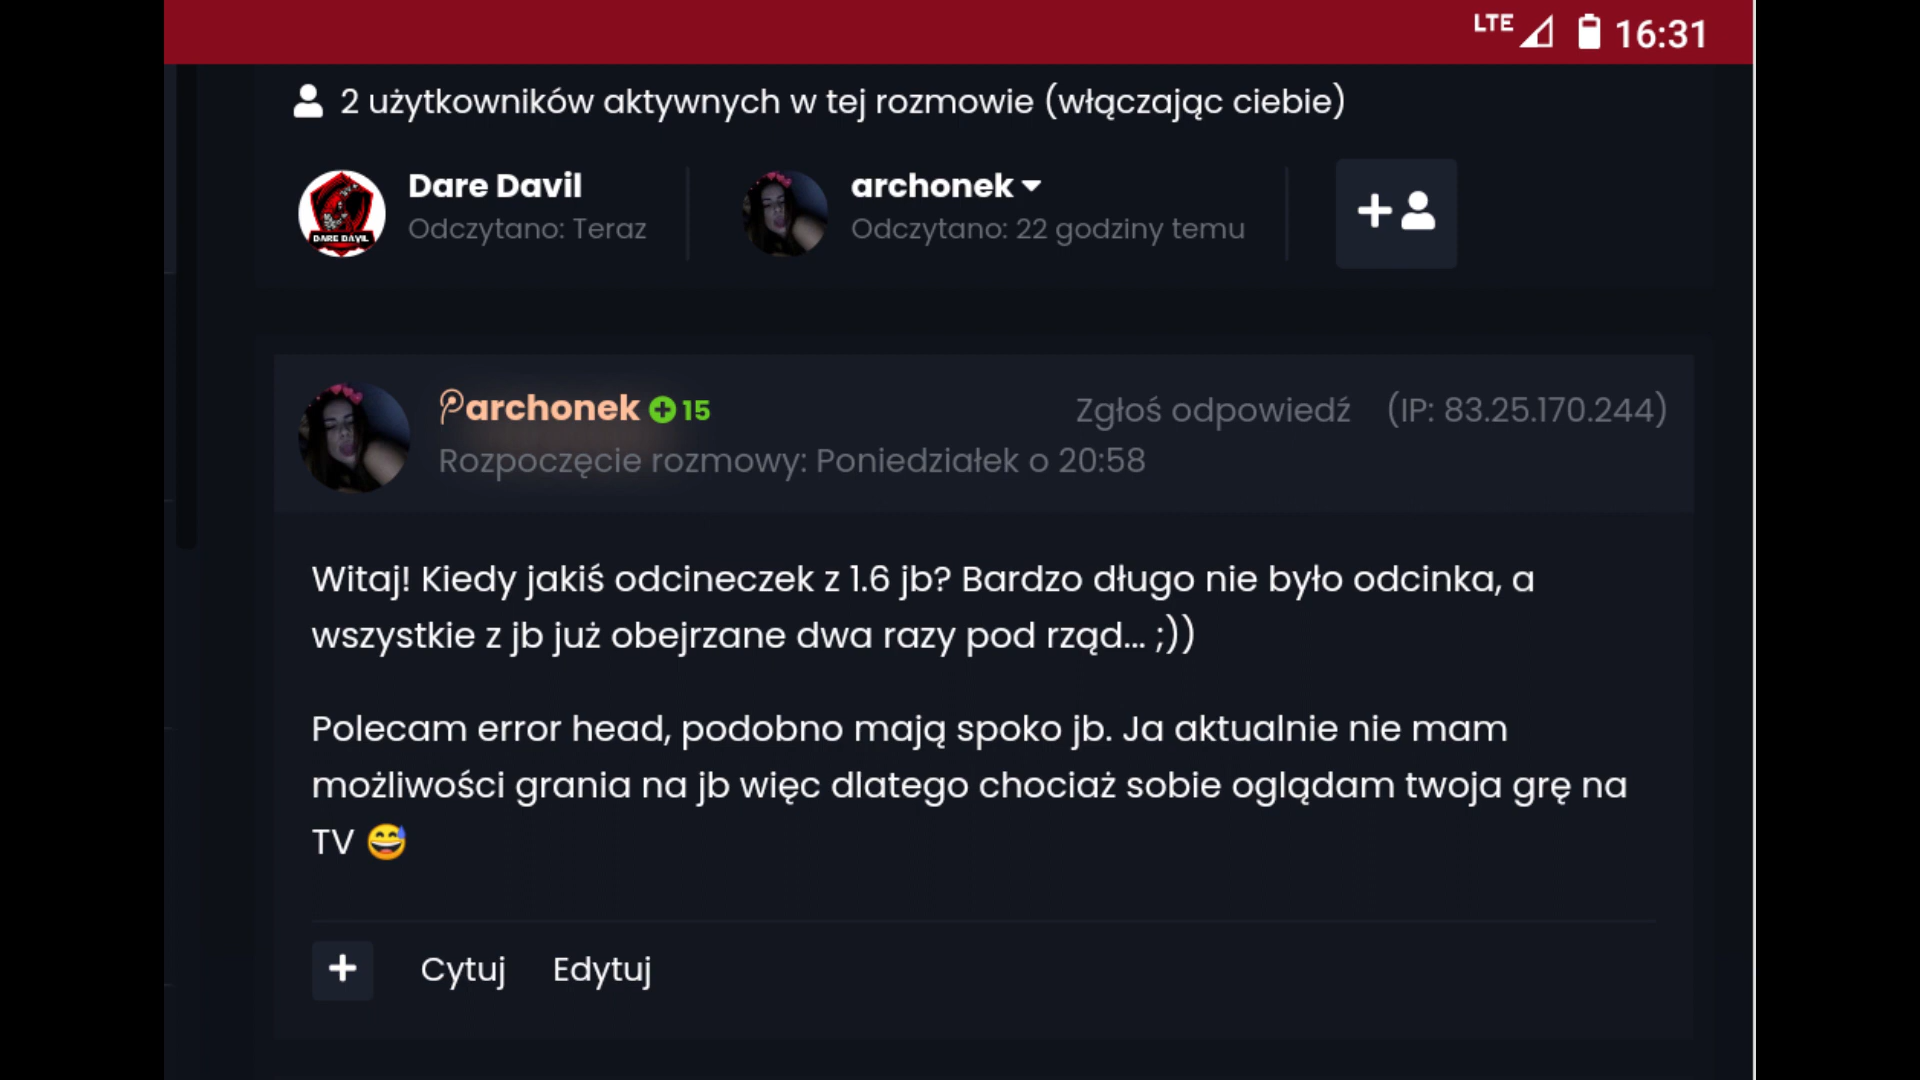 LTE 16:31
2 użytkowników aktywnych w tej rozmowie (włączając ciebie)
Dare Davil
Odczytano: Teraz
DARE DAVIL
archonek
Odczytano: 22 godziny temu
archonek 15
Zgłoś odpowiedź (IP: 83.25.170.244)
Rozpoczęcie rozmowy: Poniedziałek o 20:58
Witaj! Kiedy jakiś odcineczek z 1.6 jb? Bardzo długo nie było odcinka, a
wszystkie z jb już obejrzane dwa razy pod rząd... ;))
Polecam error head, podobno mają spoko jb. Ja aktualnie nie mam
możliwości grania na jb więc dlatego chociaż sobie oglądam twoja grę na
TV 😅
Cytuj Edytuj